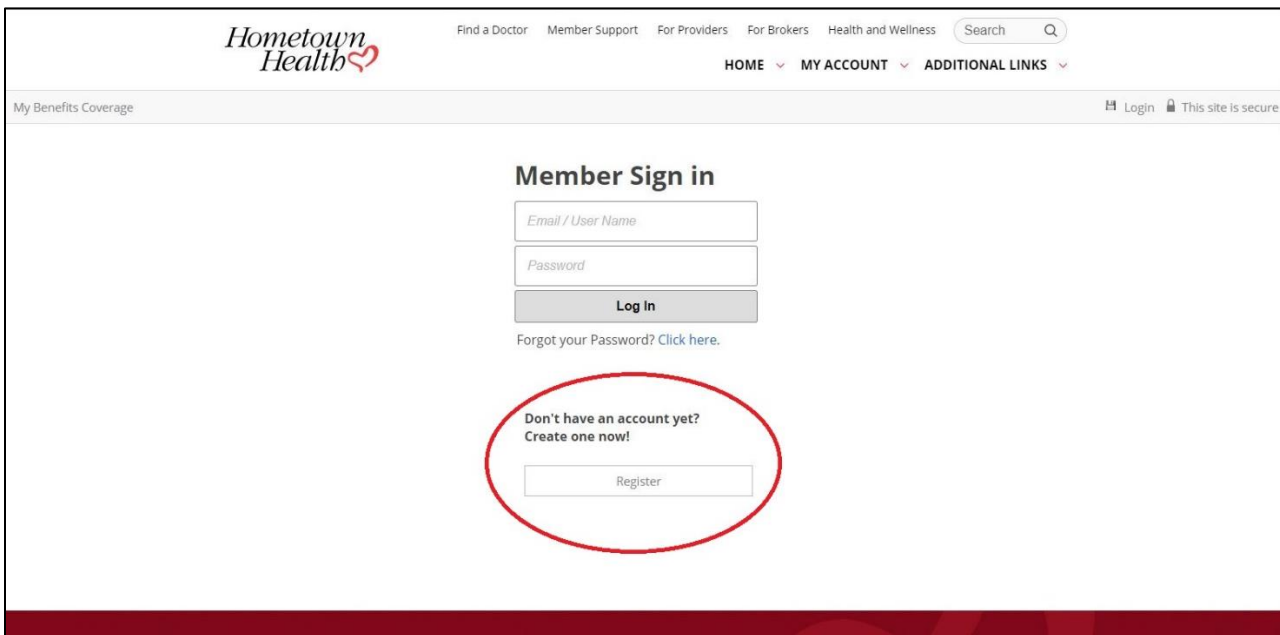 Hometown
Health
Find a Doctor Member Support For Providers For Brokers Health and Wellness Search
HOME MY ACCOUNT ADDITIONAL LINKS
My Benefits Coverage Login This site is secure
Member Sign in
Email / User Name
Password
Log In
Forgot your Password? Click here.
Don't have an account yet?
Create one now!
Register